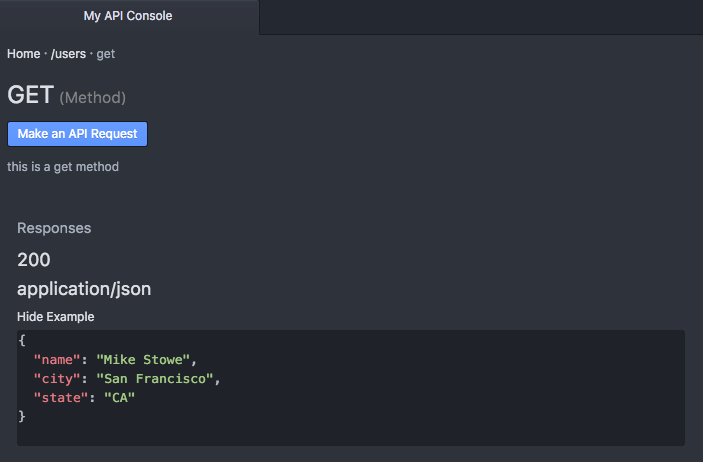 My API Console
Home · /users · get
GET (Method)
Make an API Request
this is a get method
Responses
200
application/json
Hide Example
{
  "name": "Mike Stowe",
  "city": "San Francisco",
  "state": "CA"
}